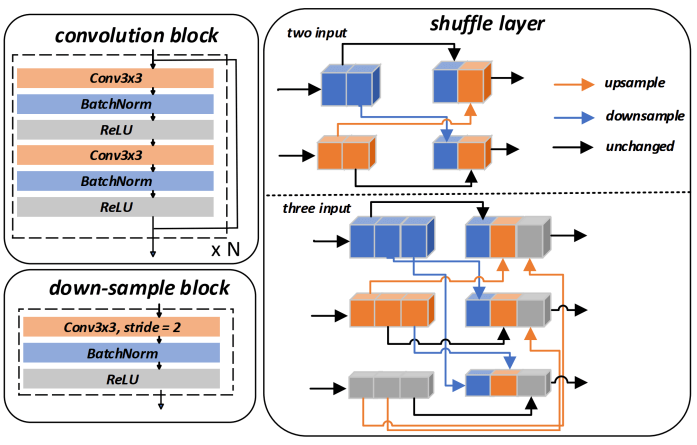 convolution block
Conv3x3
BatchNorm
ReLU
Conv3x3
BatchNorm
ReLU
x N
down-sample block
Conv3x3, stride = 2
BatchNorm
ReLU
shuffle layer
two input
upsample
downsample
unchanged
three input